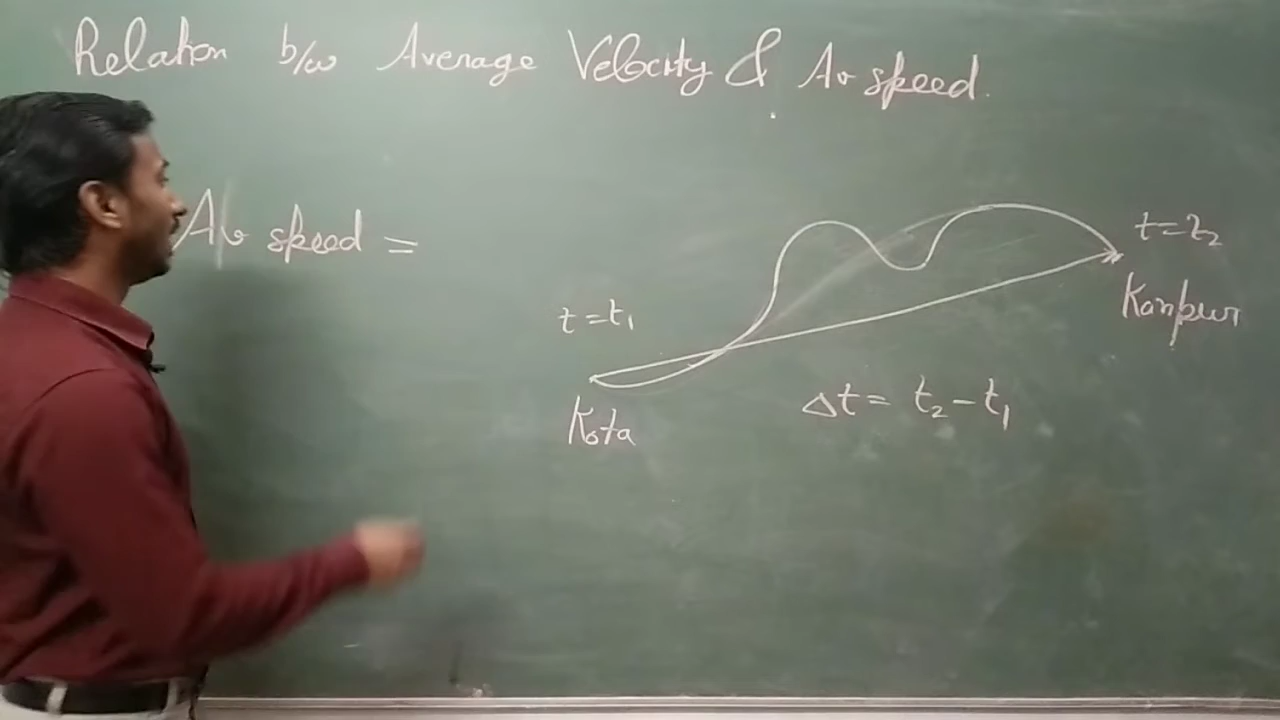 Relation b/w Average Velocity & Av speed.
Av speed =
t = t₂
Kanpur
t = t₁
Kota
Δt = t₂ - t₁